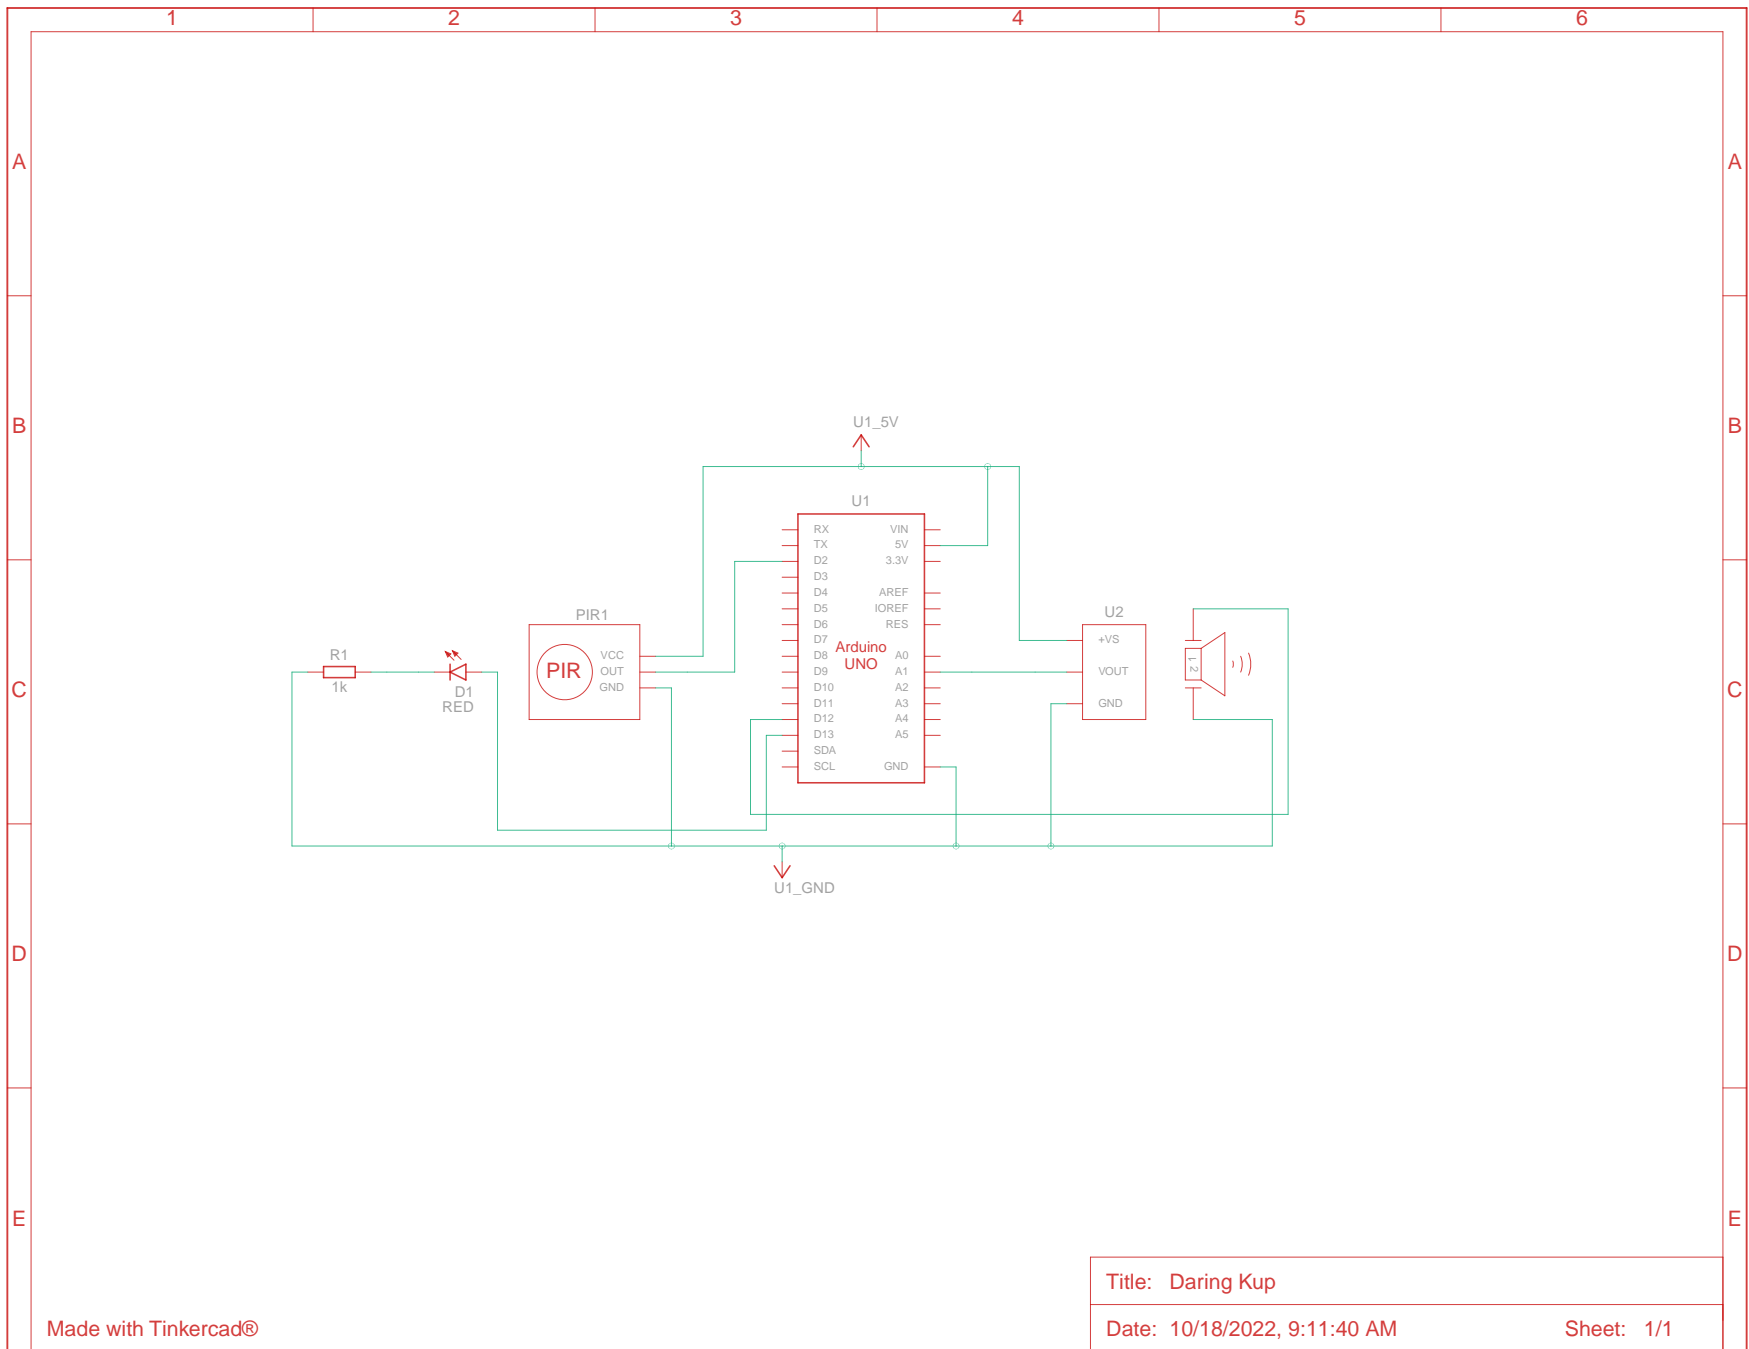 1 2 3 4 5 6
A A
B B
C C
D D
E E
U1_5V
U1
RX VIN
TX 5V
D2 3.3V
D3
D4 AREF
D5 IOREF
D6 RES
D7
D8 A0
D9 A1
D10 A2
D11 A3
D12 A4
D13 A5
SDA
SCL GND
Arduino
UNO
PIR1
PIR
VCC
OUT
GND
R1
1k
D1
RED
U2
+VS
VOUT
GND
1 2
U1_GND
Title: Daring Kup
Date: 10/18/2022, 9:11:40 AM Sheet: 1/1
Made with Tinkercad®